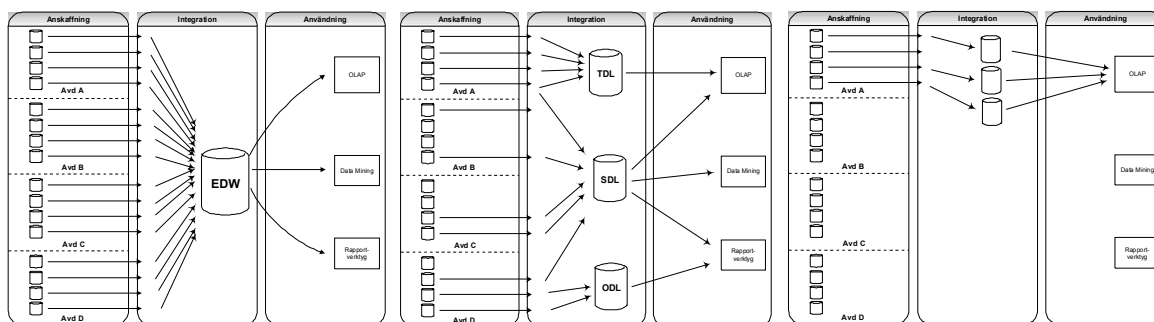 Anskaffning Integration Användning
Avd A
Avd B
Avd C
Avd D
EDW
OLAP
Data Mining
Rapport-
verktyg
Anskaffning Integration Användning
Avd A
Avd B
Avd C
Avd D
TDL
SDL
ODL
OLAP
Data Mining
Rapport-
verktyg
Anskaffning Integration Användning
Avd A
Avd B
Avd C
Avd D
OLAP
Data Mining
Rapport-
verktyg